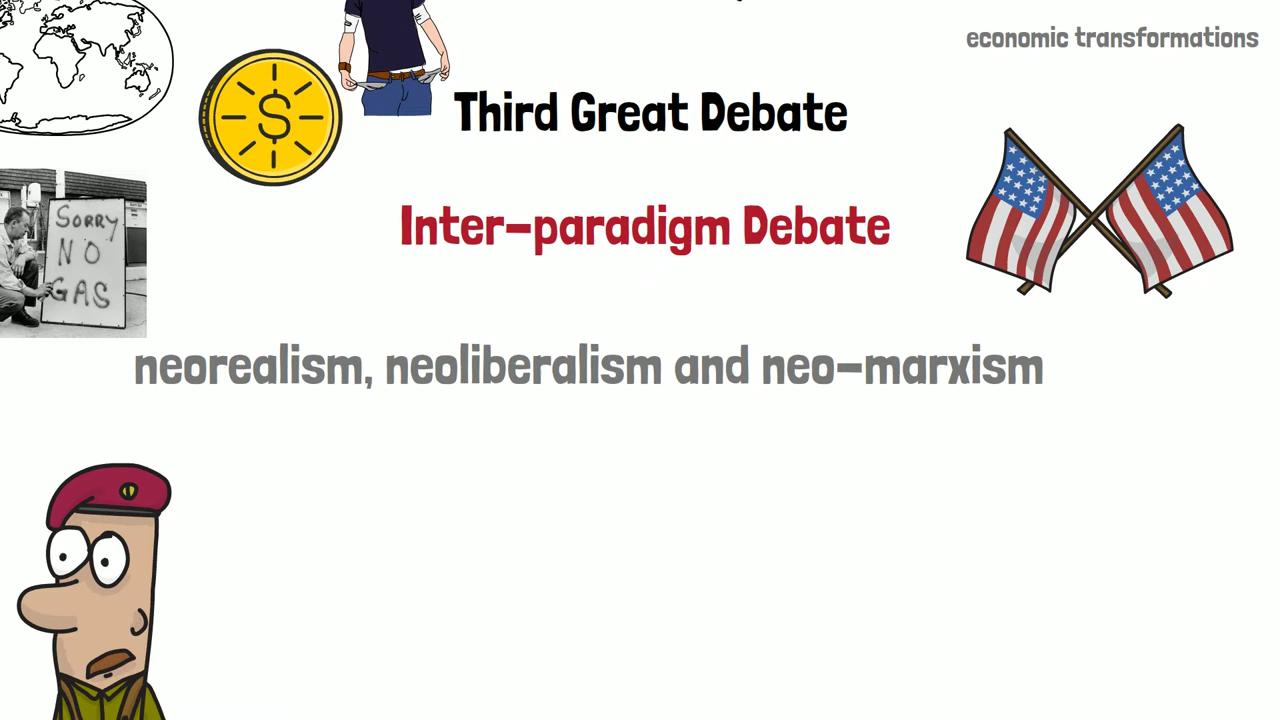 economic transformations
$
Third Great Debate
SORRY
NO
GAS
Inter-paradigm Debate
neorealism, neoliberalism and neo-marxism